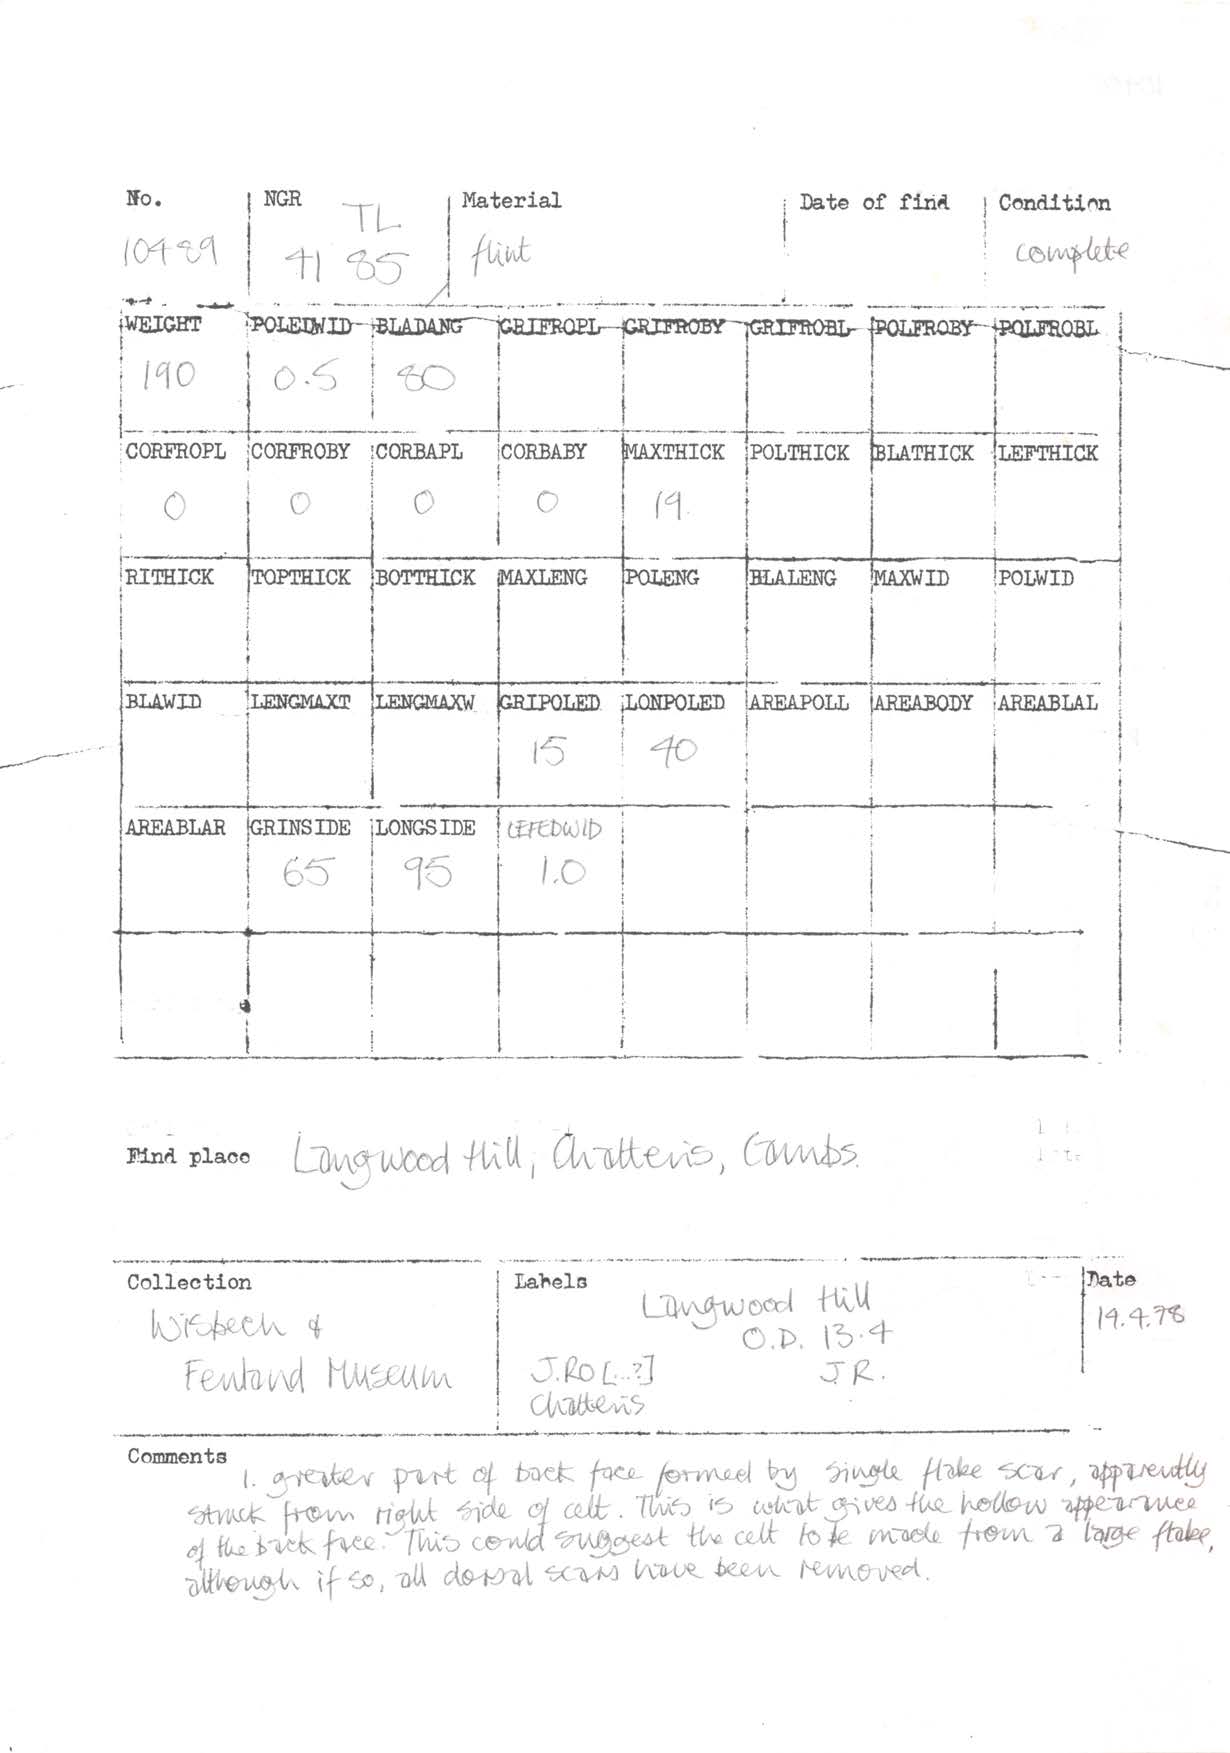 No. NGR Material Date of find Condition
TL
10489 41 85 flint complete
WEIGHT POLEDWID BLADANG GRIFROPL GRIFROBY GRIFROBL POLFROBY POLFROBL
190 0.5 80
CORFROPL CORFROBY CORBAPL CORBABY MAXTHICK POLTHICK BLATHICK LEFTHICK
0 0 0 0 19.
RITHICK TOPTHICK BOTTHICK MAXLENG POLENG BLALENG MAXWID POLWID
BLAWID LENGMAXT LENGMAXW GRIPOLED LONPOLED AREAPOLL AREABODY AREABLAL
15 40
AREABLAR GRINSIDE LONGSIDE LEFEDWID
65 95 1.0
Find place Langwood Hill, Chatteris, Cambs.
Collection Labels Date
Langwood Hill 19.4.78
Wisbech & O.D. 13.4
Fenland Museum J.RO[...?] J.R.
Chatteris
Comments
1. greater part of back face formed by single flake scar, apparently
struck from right side of celt. This is what gives the hollow appearance
of the back face. This could suggest the celt to be made from a large flake,
although if so, all dorsal scars have been removed.